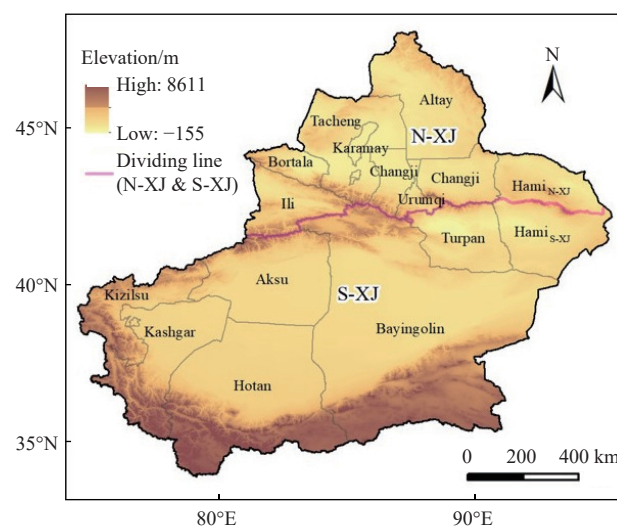 Elevation/m
High: 8611
Low: −155
Dividing line
(N-XJ & S-XJ)
N
45°N
40°N
35°N
80°E
90°E
Altay
Tacheng
Karamay
N-XJ
Bortala
Changji
Changji
Hami N-XJ
Ili
Urumqi
Turpan
Hami S-XJ
Aksu
S-XJ
Kizilsu
Kashgar
Bayingolin
Hotan
0 200 400 km